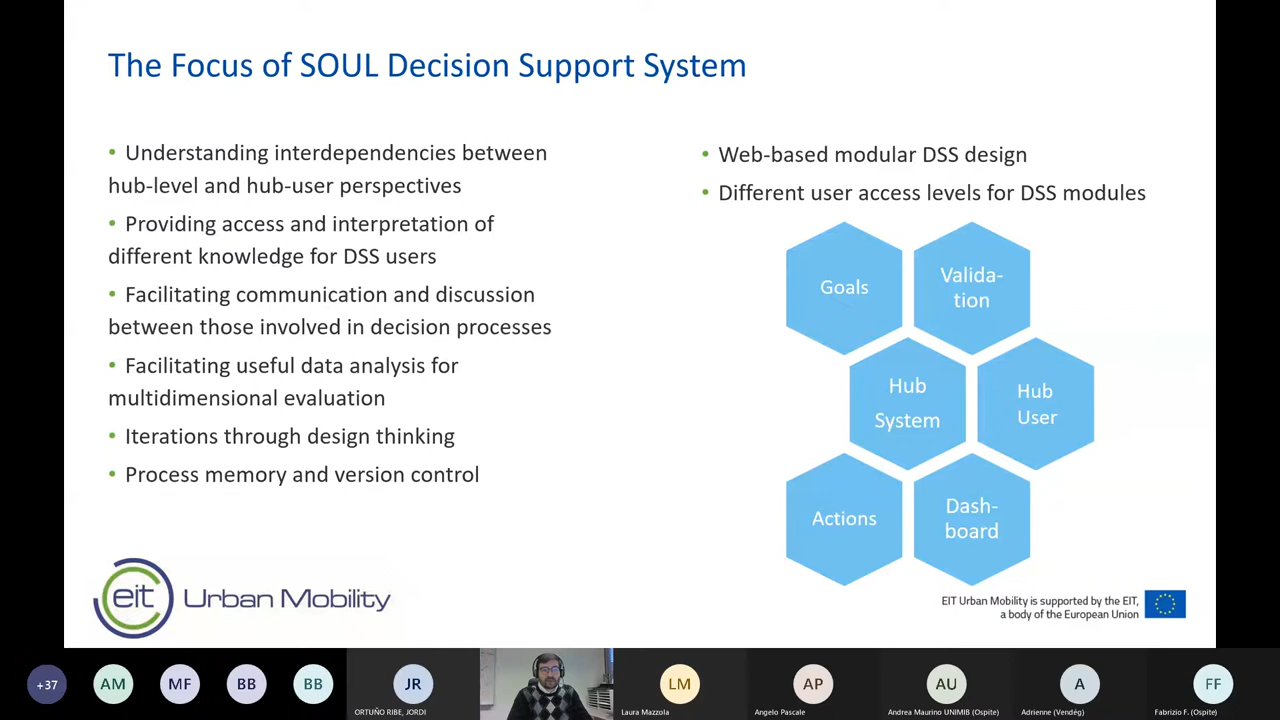 The Focus of SOUL Decision Support System
• Understanding interdependencies between
hub-level and hub-user perspectives
• Providing access and interpretation of
different knowledge for DSS users
• Facilitating communication and discussion
between those involved in decision processes
• Facilitating useful data analysis for
multidimensional evaluation
• Iterations through design thinking
• Process memory and version control
• Web-based modular DSS design
• Different user access levels for DSS modules
Goals
Valida-
tion
Hub
System
Hub
User
Actions
Dash-
board
eit Urban Mobility
EIT Urban Mobility is supported by the EIT,
a body of the European Union
+37
AM
MF
BB
BB
JR
ORTUÑO RIBE, JORDI
LM
Laura Mazzola
AP
Angelo Pascale
AU
Andrea Maurino UNIMIB (Ospite)
A
Adrienne (Vendég)
FF
Fabrizio F. (Ospite)